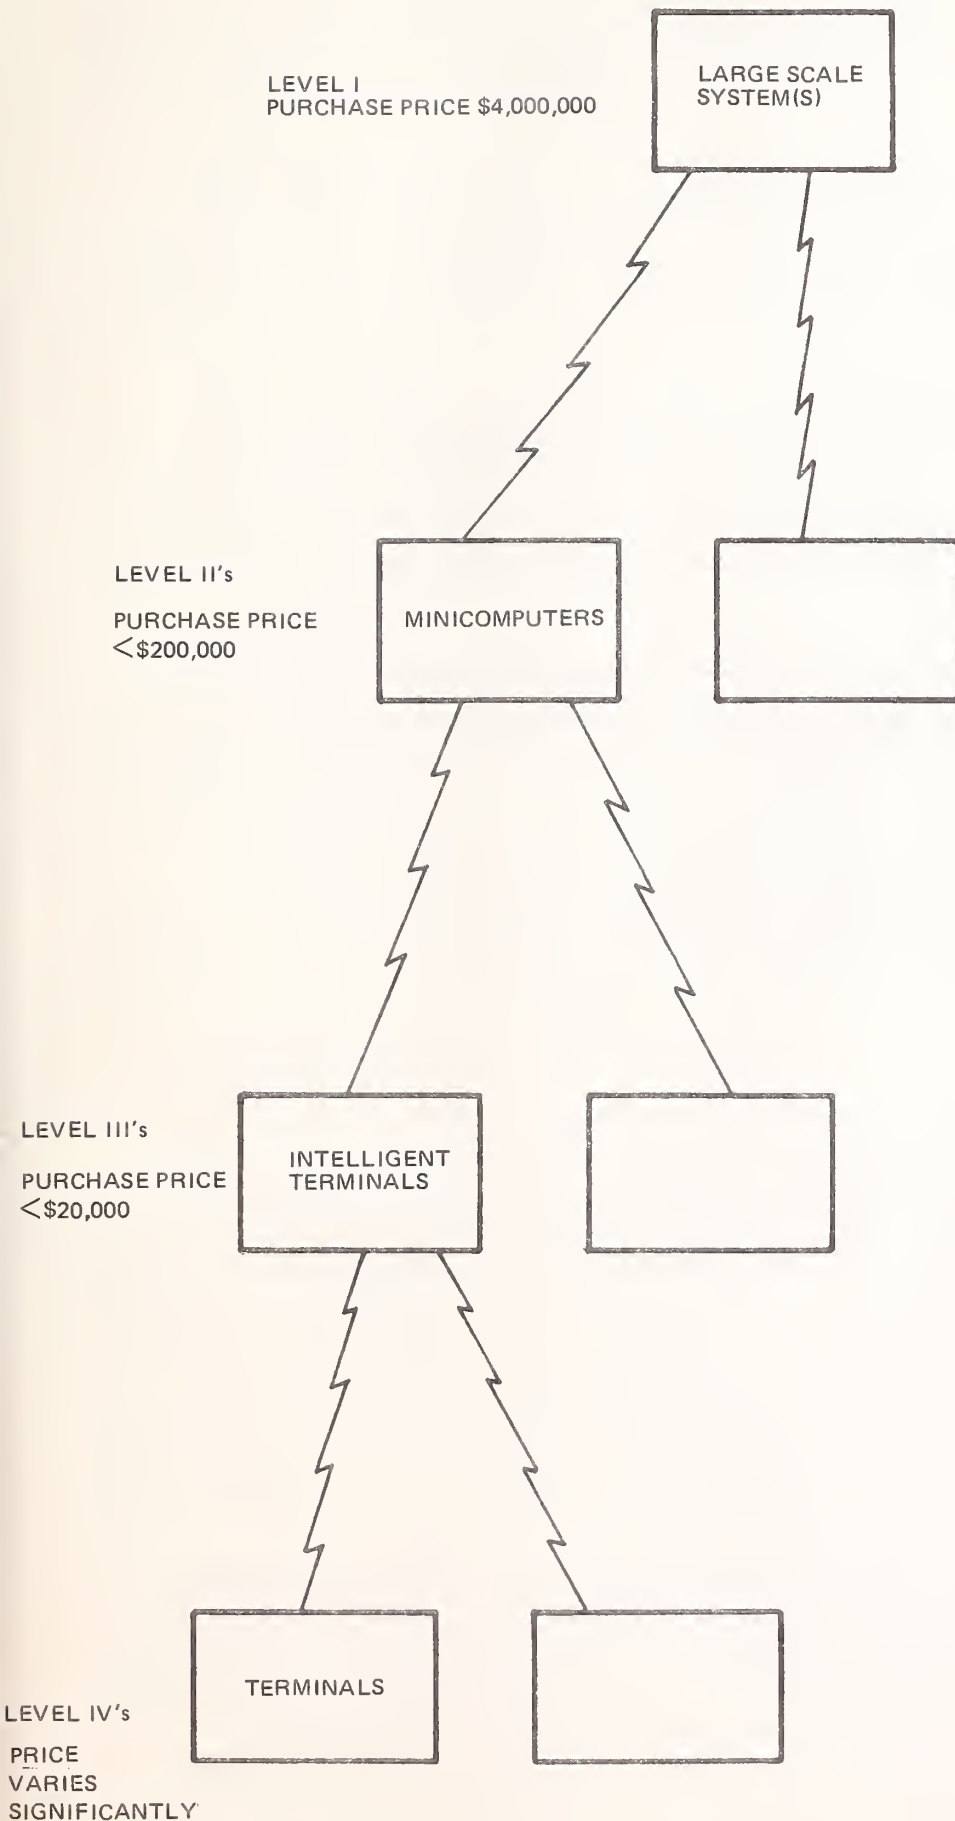 LEVEL I
PURCHASE PRICE $4,000,000
LARGE SCALE
SYSTEM(S)
LEVEL II's
PURCHASE PRICE
<$200,000
MINICOMPUTERS
LEVEL III's
PURCHASE PRICE
<$20,000
INTELLIGENT
TERMINALS
TERMINALS
LEVEL IV's
PRICE
VARIES
SIGNIFICANTLY